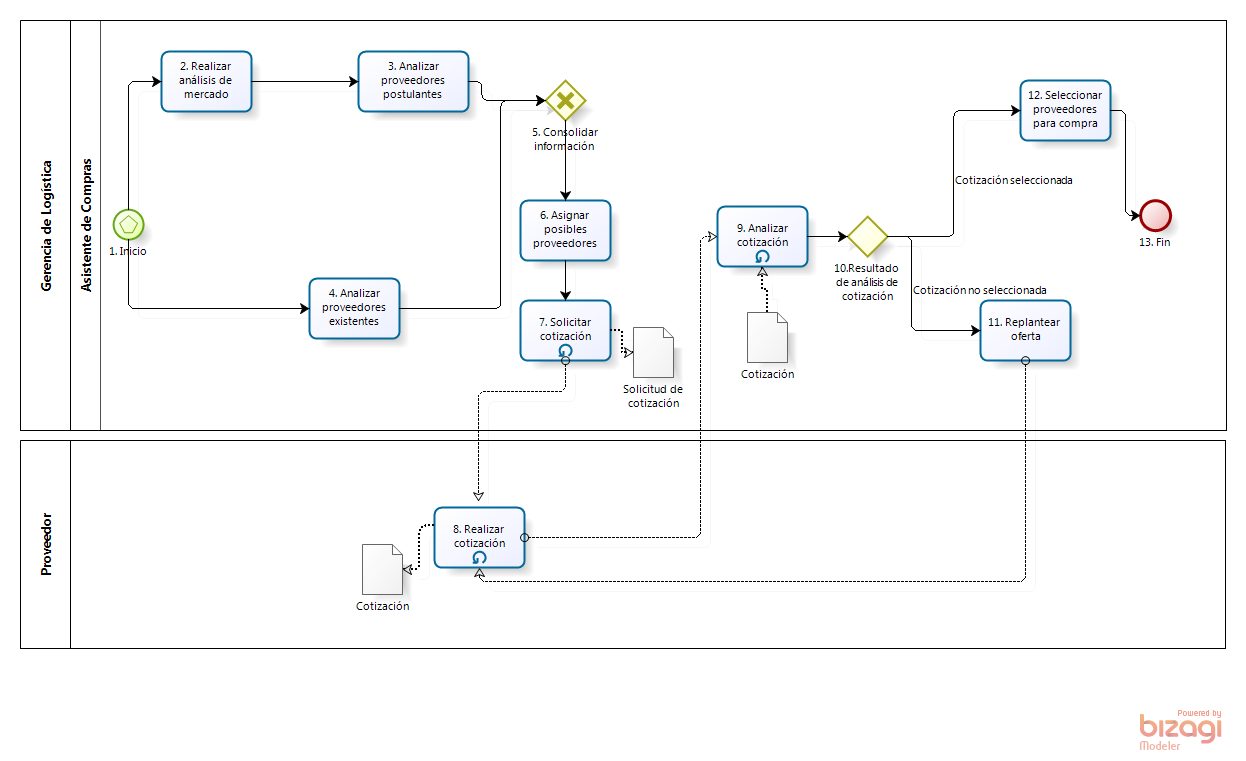 Gerencia de Logística
Asistente de Compras
2. Realizar
análisis de
mercado
3. Analizar
proveedores
postulantes
5. Consolidar
información
1. Inicio
4. Analizar
proveedores
existentes
6. Asignar
posibles
proveedores
7. Solicitar
cotización
Solicitud de
cotización
9. Analizar
cotización
Cotización
10.Resultado
de análisis de
cotización
Cotización seleccionada
Cotización no seleccionada
12. Seleccionar
proveedores
para compra
13. Fin
11. Replantear
oferta
Proveedor
8. Realizar
cotización
Cotización
Powered by
bizagi
Modeler